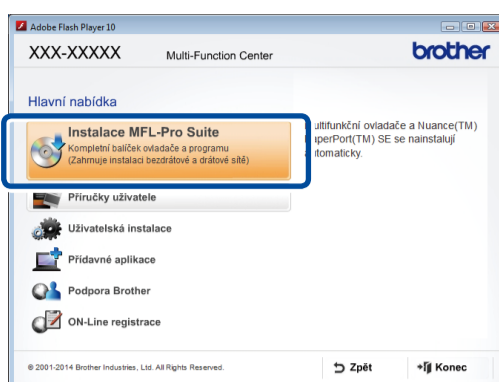 Adobe Flash Player 10
XXX-XXXXX
Multi-Function Center
brother
Hlavní nabídka
Instalace MFL-Pro Suite
Kompletní balíček ovladače a programu
(Zahrnuje instalaci bezdrátové a drátové sítě)
ultifunkční ovladače a Nuance(TM)
aperPort(TM) SE se nainstalují
tomaticky.
Příručky uživatele
Uživatelská instalace
Přídavné aplikace
Podpora Brother
ON-Line registrace
© 2001-2014 Brother Industries, Ltd. All Rights Reserved.
Zpět
Konec